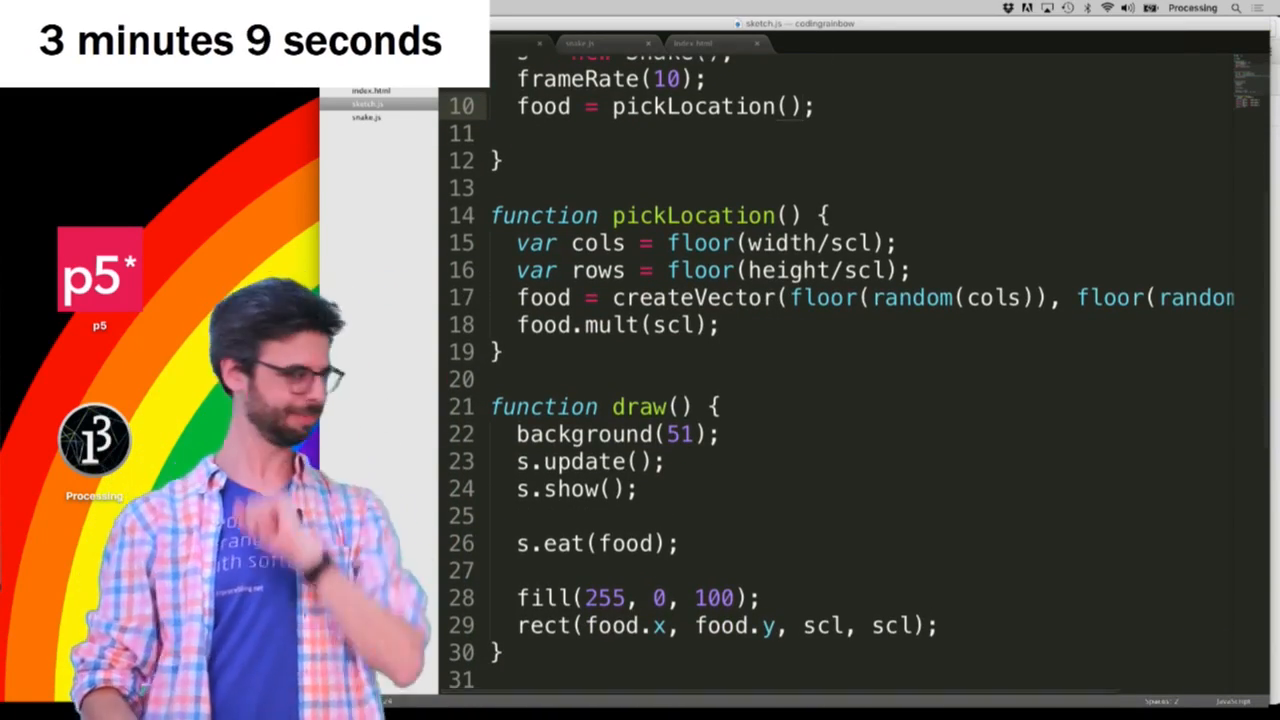 Processing
3 minutes 9 seconds
sketch.js — codingrainbow
snake.js
index.html
index.html
sketch.js
snake.js
frameRate(10);
10 food = pickLocation();
11
12 }
13
14 function pickLocation() {
15 var cols = floor(width/scl);
16 var rows = floor(height/scl);
17 food = createVector(floor(random(cols)), floor(random
18 food.mult(scl);
19 }
20
21 function draw() {
22 background(51);
23 s.update();
24 s.show();
25
26 s.eat(food);
27
28 fill(255, 0, 100);
29 rect(food.x, food.y, scl, scl);
30 }
31
p5*
p5
Processing
Spaces: 2
JavaScript